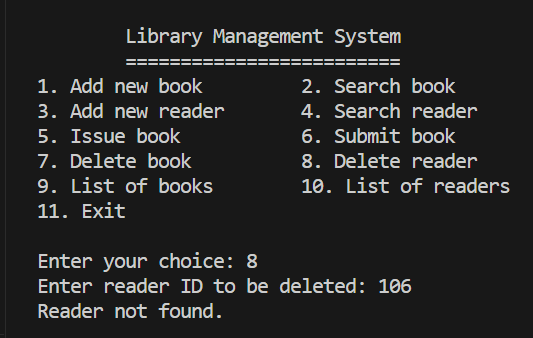 Library Management System
=========================
1. Add new book 2. Search book
3. Add new reader 4. Search reader
5. Issue book 6. Submit book
7. Delete book 8. Delete reader
9. List of books 10. List of readers
11. Exit
Enter your choice: 8
Enter reader ID to be deleted: 106
Reader not found.